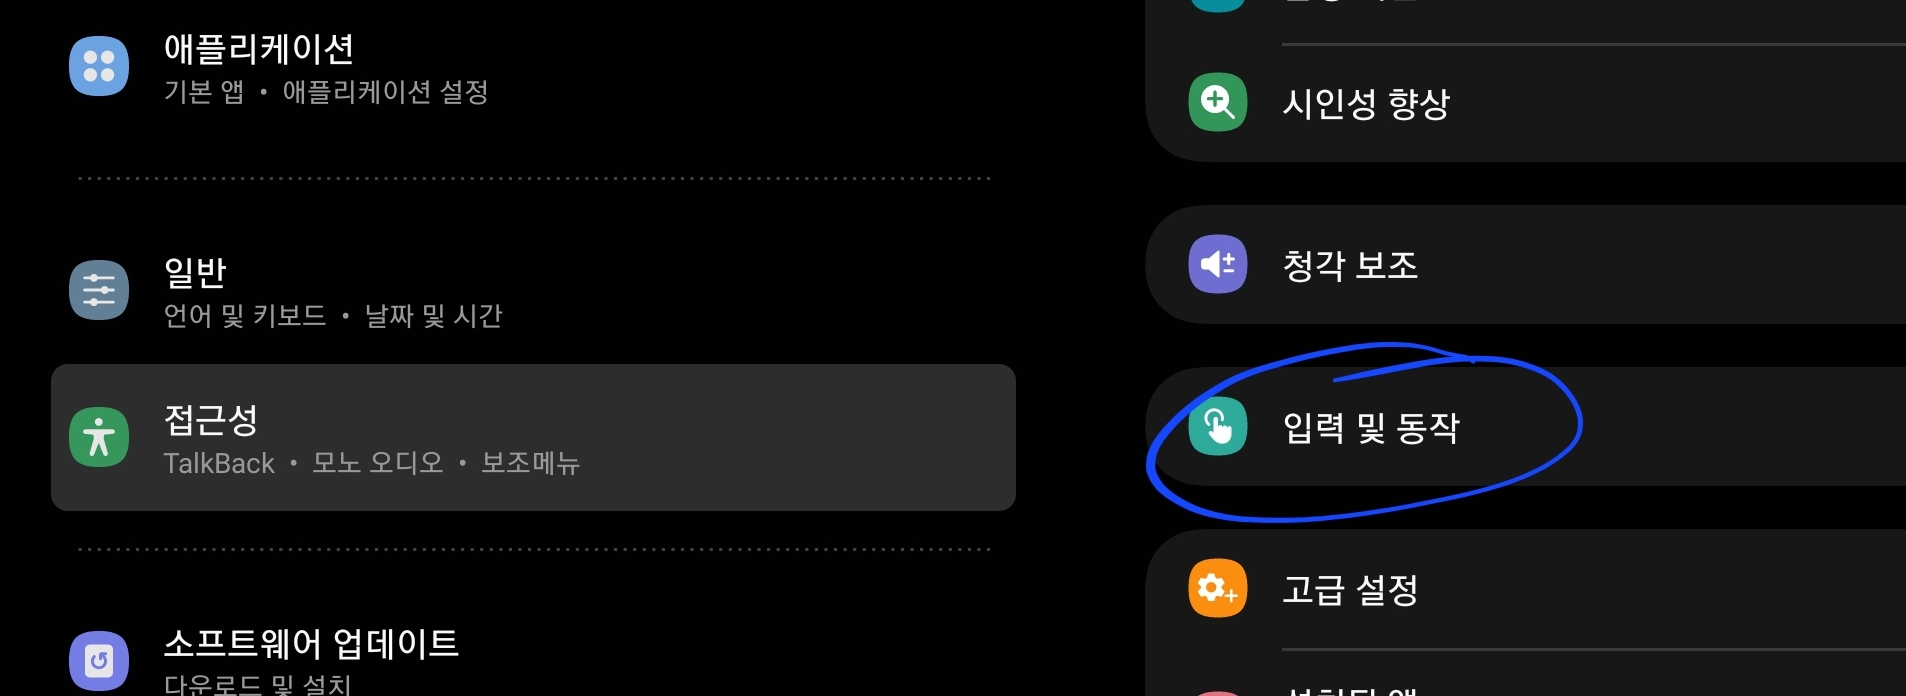 애플리케이션
기본 앱 • 애플리케이션 설정
일반
언어 및 키보드 • 날짜 및 시간
접근성
TalkBack • 모노 오디오 • 보조메뉴
소프트웨어 업데이트
다운로드 및 설치
시인성 향상
청각 보조
입력 및 동작
고급 설정